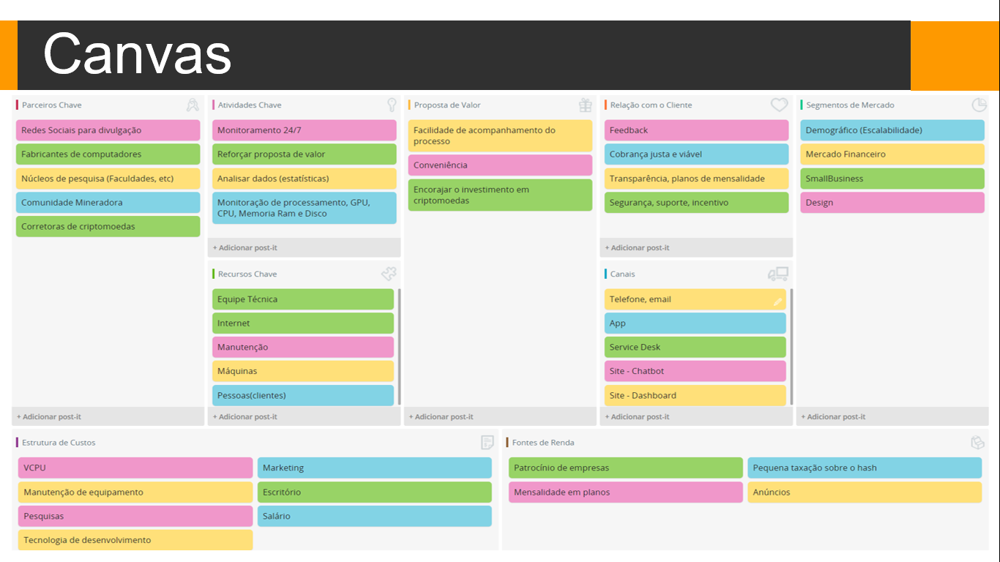 Canvas
Parceiros Chave
Redes Sociais para divulgação
Fabricantes de computadores
Núcleos de pesquisa (Faculdades, etc)
Comunidade Mineradora
Corretoras de criptomoedas
+ Adicionar post-it
Atividades Chave
Monitoramento 24/7
Reforçar proposta de valor
Analisar dados (estatísticas)
Monitoração de processamento, GPU,
CPU, Memoria Ram e Disco
+ Adicionar post-it
Recursos Chave
Equipe Técnica
Internet
Manutenção
Máquinas
Pessoas(clientes)
+ Adicionar post-it
Proposta de Valor
Facilidade de acompanhamento do
processo
Conveniência
Encorajar o investimento em
criptomoedas
+ Adicionar post-it
Relação com o Cliente
Feedback
Cobrança justa e viável
Transparência, planos de mensalidade
Segurança, suporte, incentivo
+ Adicionar post-it
Canais
Telefone, email
App
Service Desk
Site - Chatbot
Site - Dashboard
+ Adicionar post-it
Segmentos de Mercado
Demográfico (Escalabilidade)
Mercado Financeiro
SmallBusiness
Design
+ Adicionar post-it
Estrutura de Custos
VCPU
Marketing
Manutenção de equipamento
Escritório
Pesquisas
Salário
Tecnologia de desenvolvimento
Fontes de Renda
Patrocínio de empresas
Pequena taxação sobre o hash
Mensalidade em planos
Anúncios